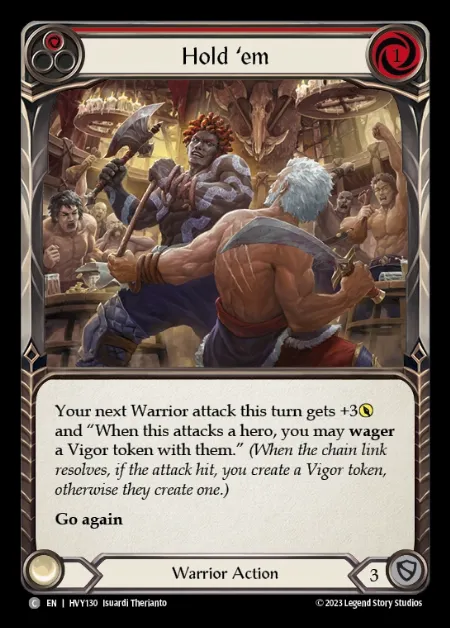 Hold ‘em
1
Your next Warrior attack this turn gets +3
and “When this attacks a hero, you may wager
a Vigor token with them.” (When the chain link
resolves, if the attack hit, you create a Vigor token,
otherwise they create one.)
Go again
Warrior Action
3
C EN | HVY130 Isuardi Therianto
© 2023 Legend Story Studios